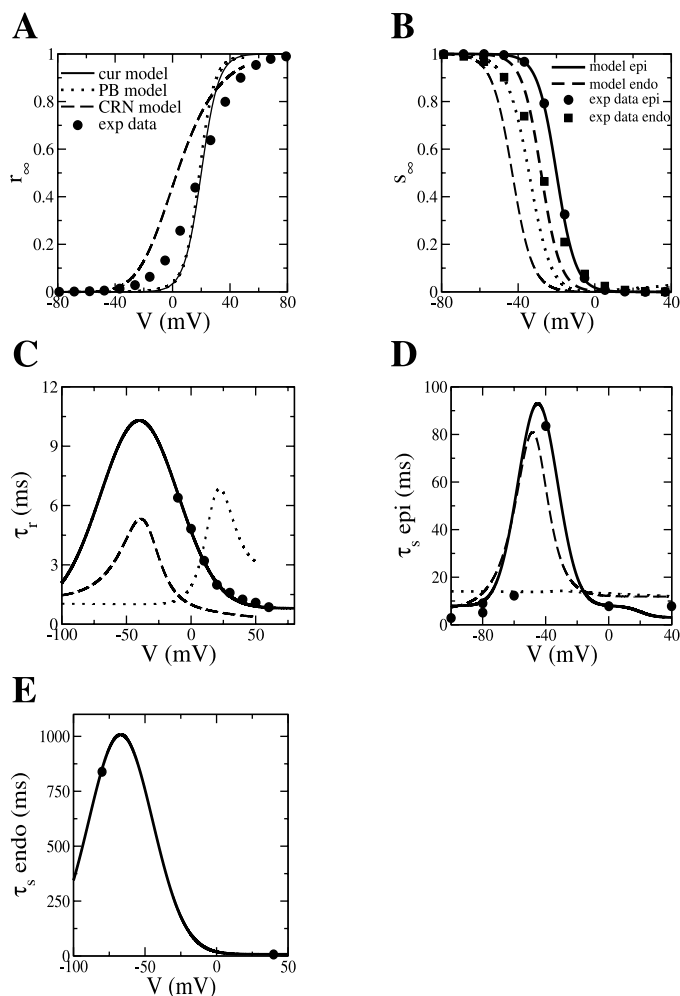 A
B
1
0.8
0.6
0.4
0.2
0
r∞
cur model
PB model
CRN model
exp data
-80
-40
0
40
80
V (mV)
1
0.8
0.6
0.4
0.2
0
s∞
model epi
model endo
exp data epi
exp data endo
-80
-40
0
40
V (mV)
C
D
12
9
6
3
0
τr (ms)
-100
-50
0
50
V (mV)
100
80
60
40
20
0
τs epi (ms)
-80
-40
0
40
V (mV)
E
1000
750
500
250
0
τs endo (ms)
-100
-50
0
50
V (mV)